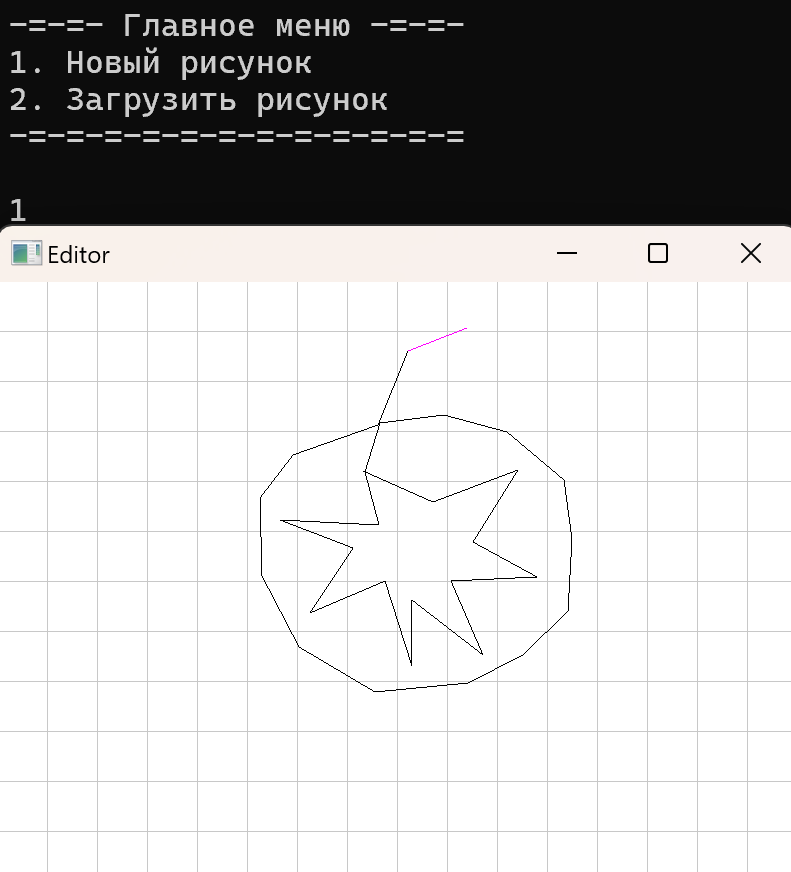 -=-=- Главное меню -=-=-
1. Новый рисунок
2. Загрузить рисунок
-=-=-=-=-=-=-=-=-=-=-=-=
1
Editor